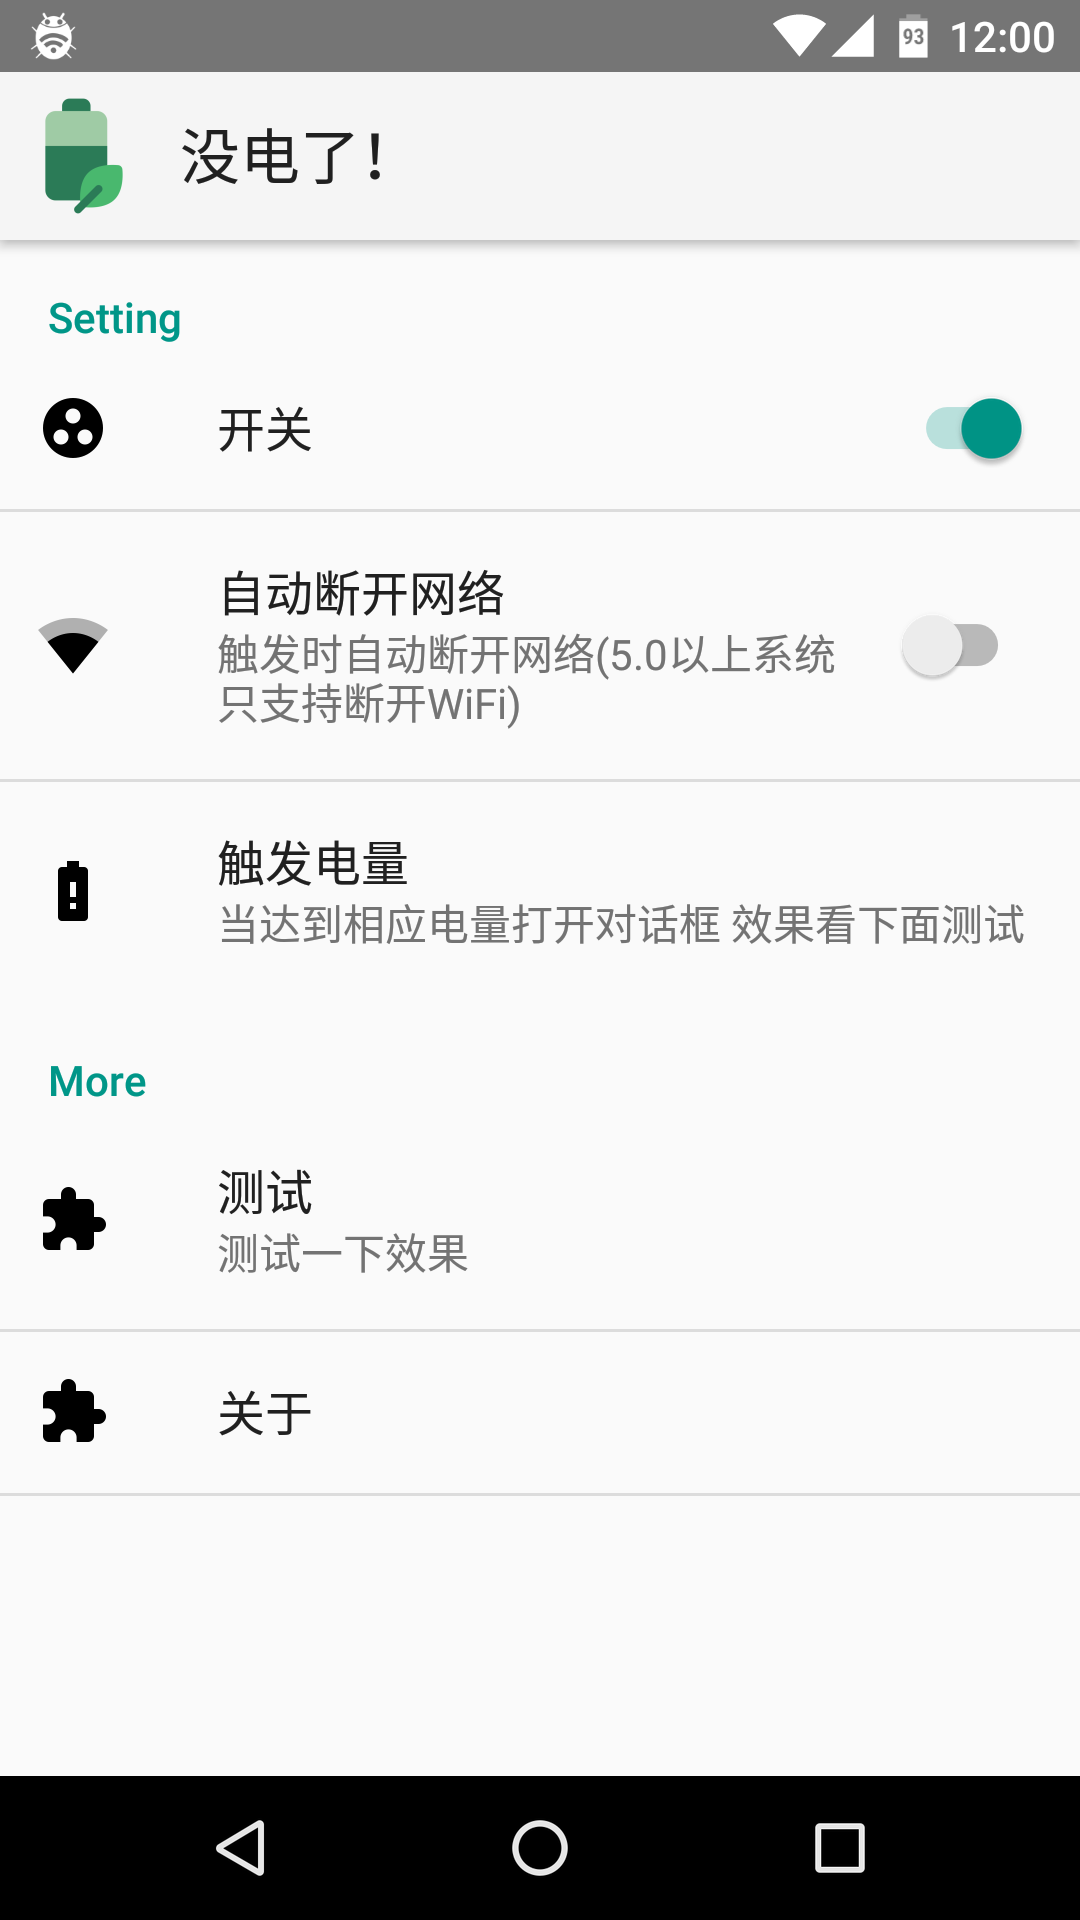 93 12:00
没电了！
Setting
开关
自动断开网络
触发时自动断开网络(5.0以上系统
只支持断开WiFi)
触发电量
当达到相应电量打开对话框 效果看下面测试
More
测试
测试一下效果
关于